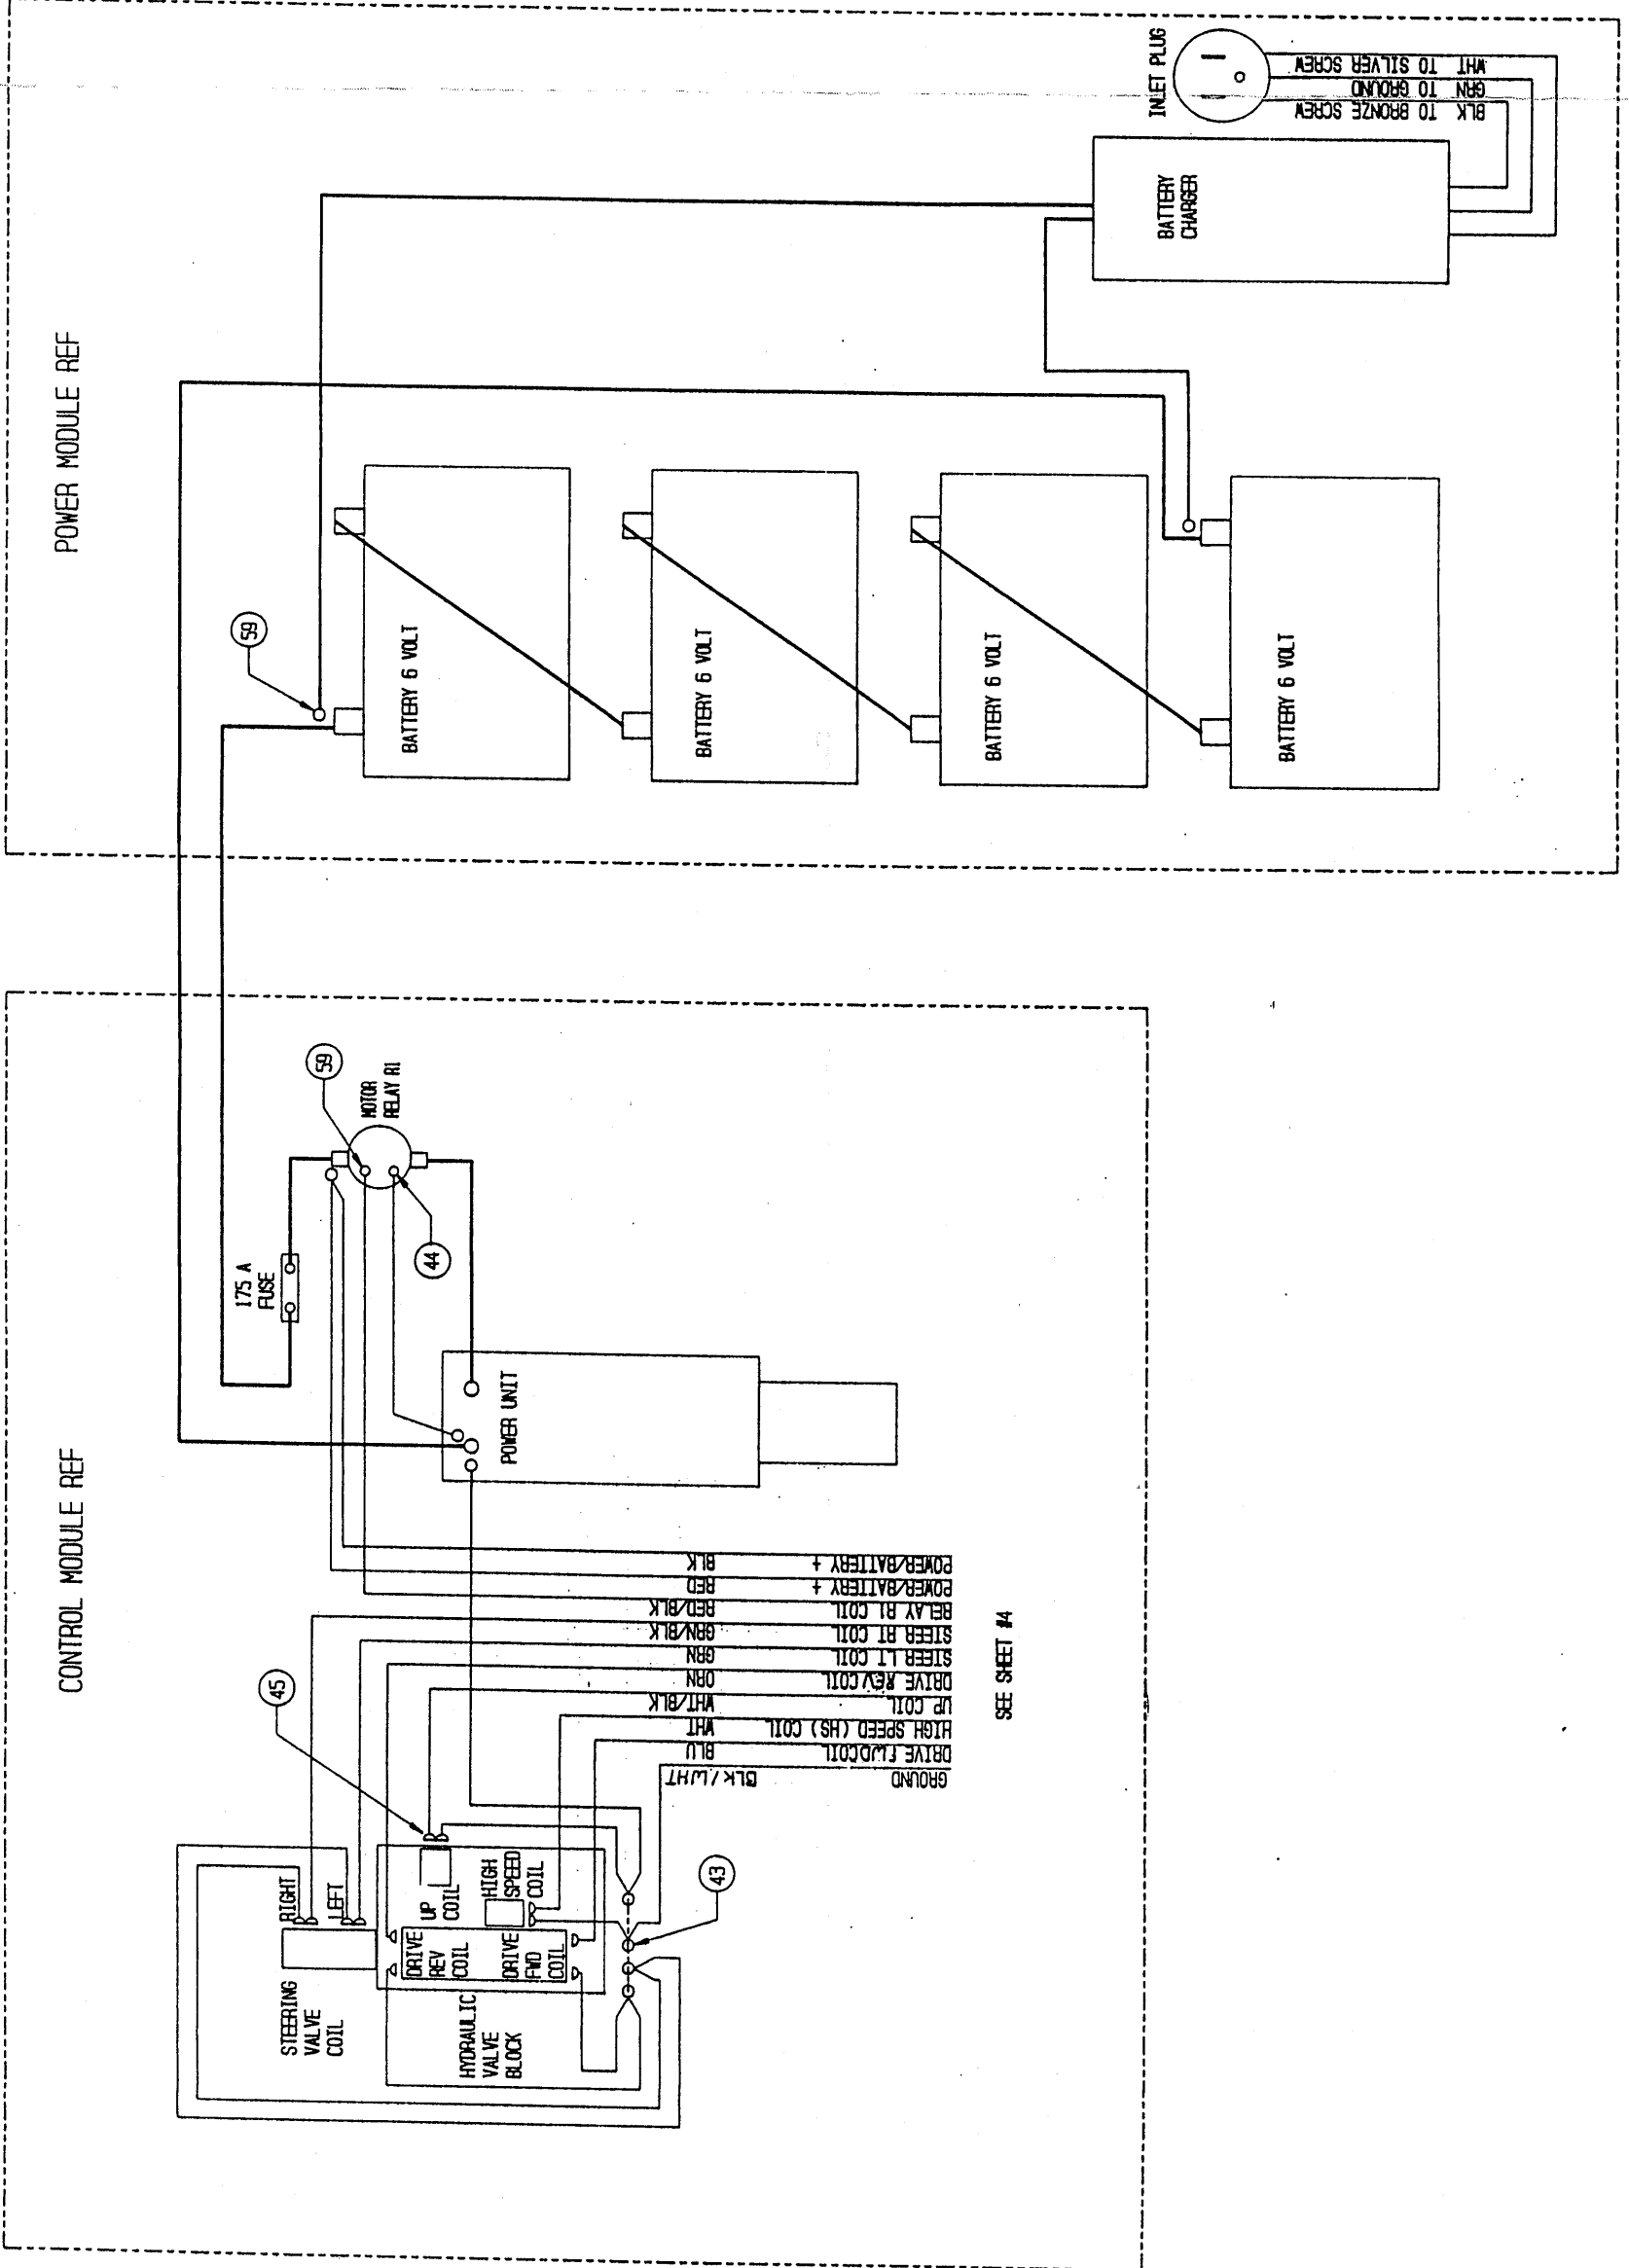 POWER MODULE REF
INLET PLUG
WHT TO SILVER SCREW
GRN TO GROUND
BLK TO BRONZE SCREW
BATTERY
CHARGER
59
BATTERY 6 VOLT
BATTERY 6 VOLT
BATTERY 6 VOLT
BATTERY 6 VOLT
CONTROL MODULE REF
59
MOTOR
RELAY R1
44
175 A
FUSE
POWER UNIT
POWER/BATTERY + BLK
POWER/BATTERY + RED
RELAY R1 COIL RED/BLK
STEER RT COIL GRN/BLK
STEER LT COIL GRN
DRIVE REV COIL ORN
UP COIL WHT/BLK
HIGH SPEED (HS) COIL WHT
DRIVE FWD COIL BLU
GROUND BLK/WHT
SEE SHEET #4
45
43
RIGHT
LEFT
UP
COIL
HIGH
SPEED
COIL
DRIVE
REV
COIL
DRIVE
FWD
COIL
STEERING
VALVE
COIL
HYDRAULIC
VALVE
BLOCK